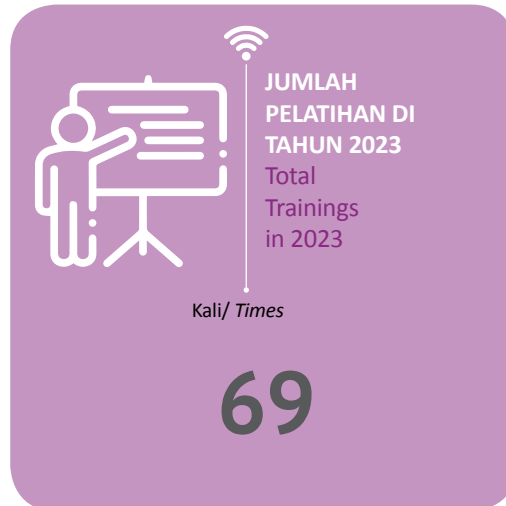 JUMLAH
PELATIHAN DI
TAHUN 2023
Total
Trainings
in 2023
Kali/ Times
69